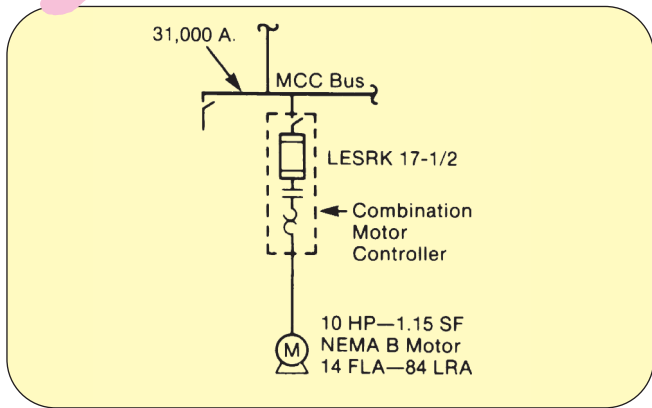 31,000 A.
MCC Bus
LESRK 17-1/2
Combination
Motor
Controller
M
10 HP—1.15 SF
NEMA B Motor
14 FLA—84 LRA